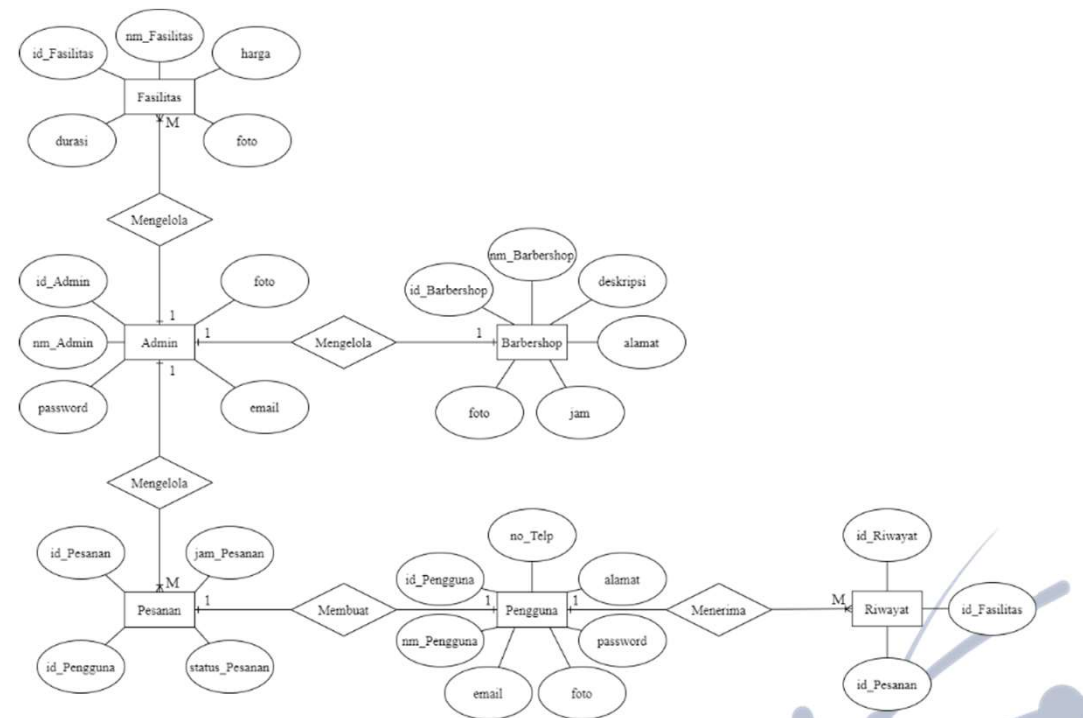 nm_Fasilitas
id_Fasilitas
harga
Fasilitas
M
durasi
foto
Mengelola
nm_Barbershop
id_Admin
foto
id_Barbershop
deskripsi
1
nm_Admin
Admin
1
Mengelola
1
Barbershop
alamat
1
password
email
foto
jam
Mengelola
no_Telp
id_Riwayat
id_Pesanan
jam_Pesanan
id_Pengguna
alamat
M
Pesanan
1
Membuat
1
Pengguna
1
Menerima
M
Riwayat
id_Fasilitas
nm_Pengguna
password
id_Pengguna
status_Pesanan
email
foto
id_Pesanan